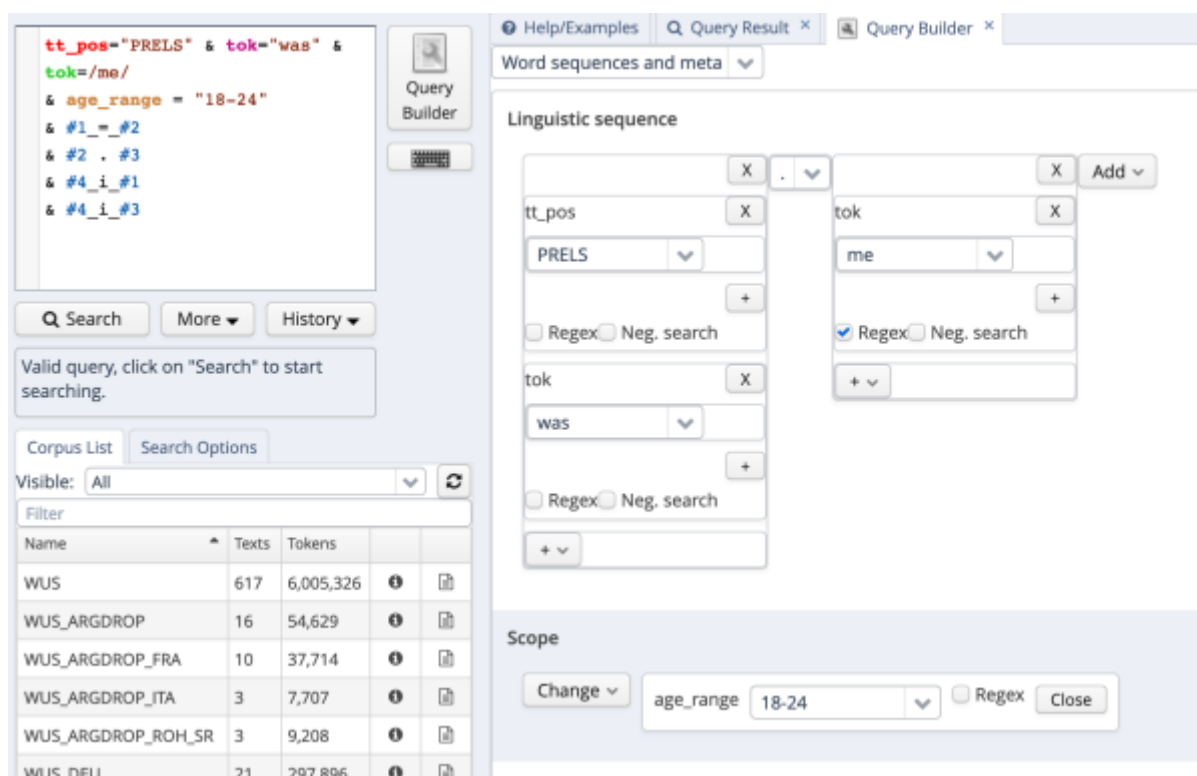 tt_pos="PRELS" & tok="was" &
tok=/me/
& age_range = "18-24"
& #1_=_#2
& #2 . #3
& #4_i_#1
& #4_i_#3
Query
Builder
Search More History
Valid query, click on "Search" to start
searching.
Corpus List Search Options
Visible: All
Filter
Name Texts Tokens
WUS 617 6,005,326
WUS_ARGDROP 16 54,629
WUS_ARGDROP_FRA 10 37,714
WUS_ARGDROP_ITA 3 7,707
WUS_ARGDROP_ROH_SR 3 9,208
WUS_DEU 21 297,896
Help/Examples Query Result × Query Builder ×
Word sequences and meta
Linguistic sequence
X . X Add
tt_pos X tok X
PRELS me
+ +
Regex Neg. search Regex Neg. search
tok X +
was
+
Regex Neg. search
+
Scope
Change age_range 18-24 Regex Close